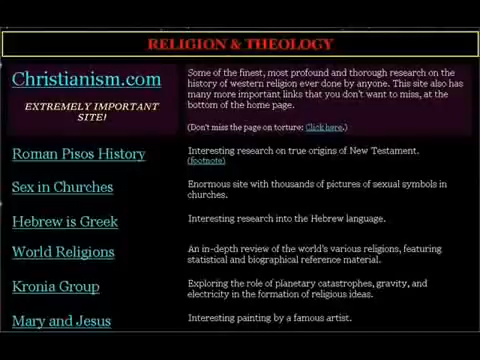 RELIGION & THEOLOGY
Christianism.com
EXTREMELY IMPORTANT
SITE!
Some of the finest, most profound and thorough research on the
history of western religion ever done by anyone. This site also has
many more important links that you don't want to miss, at the
bottom of the home page.
(Don't miss the page on torture: Click here.)
Roman Pisos History
Interesting research on true origins of New Testament.
(footnote)
Sex in Churches
Enormous site with thousands of pictures of sexual symbols in
churches.
Hebrew is Greek
Interesting research into the Hebrew language.
World Religions
An in-depth review of the world's various religions, featuring
statistical and biographical reference material.
Kronia Group
Exploring the role of planetary catastrophes, gravity, and
electricity in the formation of religious ideas.
Mary and Jesus
Interesting painting by a famous artist.